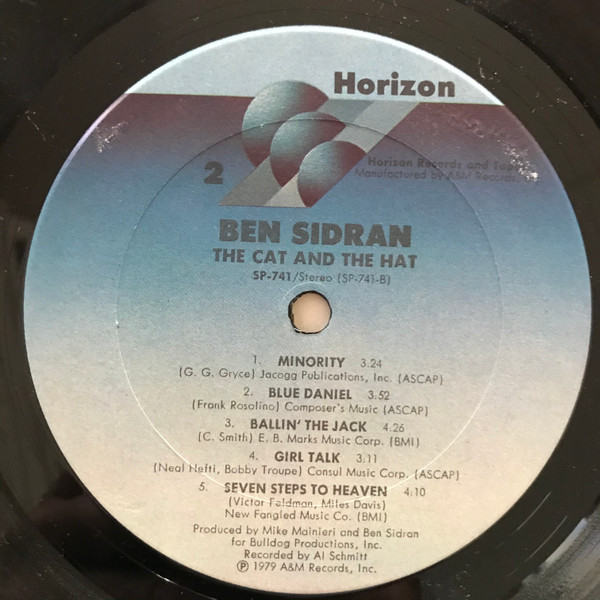 Horizon
Horizon Records and Tapes
Manufactured by A&M Records, Inc.
2
BEN SIDRAN
THE CAT AND THE HAT
SP-741/Stereo (SP-741-B)
1. MINORITY 3.24
(G. G. Gryce) Jacogg Publications, Inc. (ASCAP)
2. BLUE DANIEL 3.52
(Frank Rosolino) Composer's Music (ASCAP)
3. BALLIN' THE JACK 4.26
(C. Smith) E. B. Marks Music Corp. (BMI)
4. GIRL TALK 3.11
(Neal Hefti, Bobby Troupe) Consul Music Corp. (ASCAP)
5. SEVEN STEPS TO HEAVEN 4.10
(Victor Feldman, Miles Davis)
New Fangled Music Co. (BMI)
Produced by Mike Mainieri and Ben Sidran
for Bulldog Productions, Inc.
Recorded by Al Schmitt
℗ 1979 A&M Records, Inc.